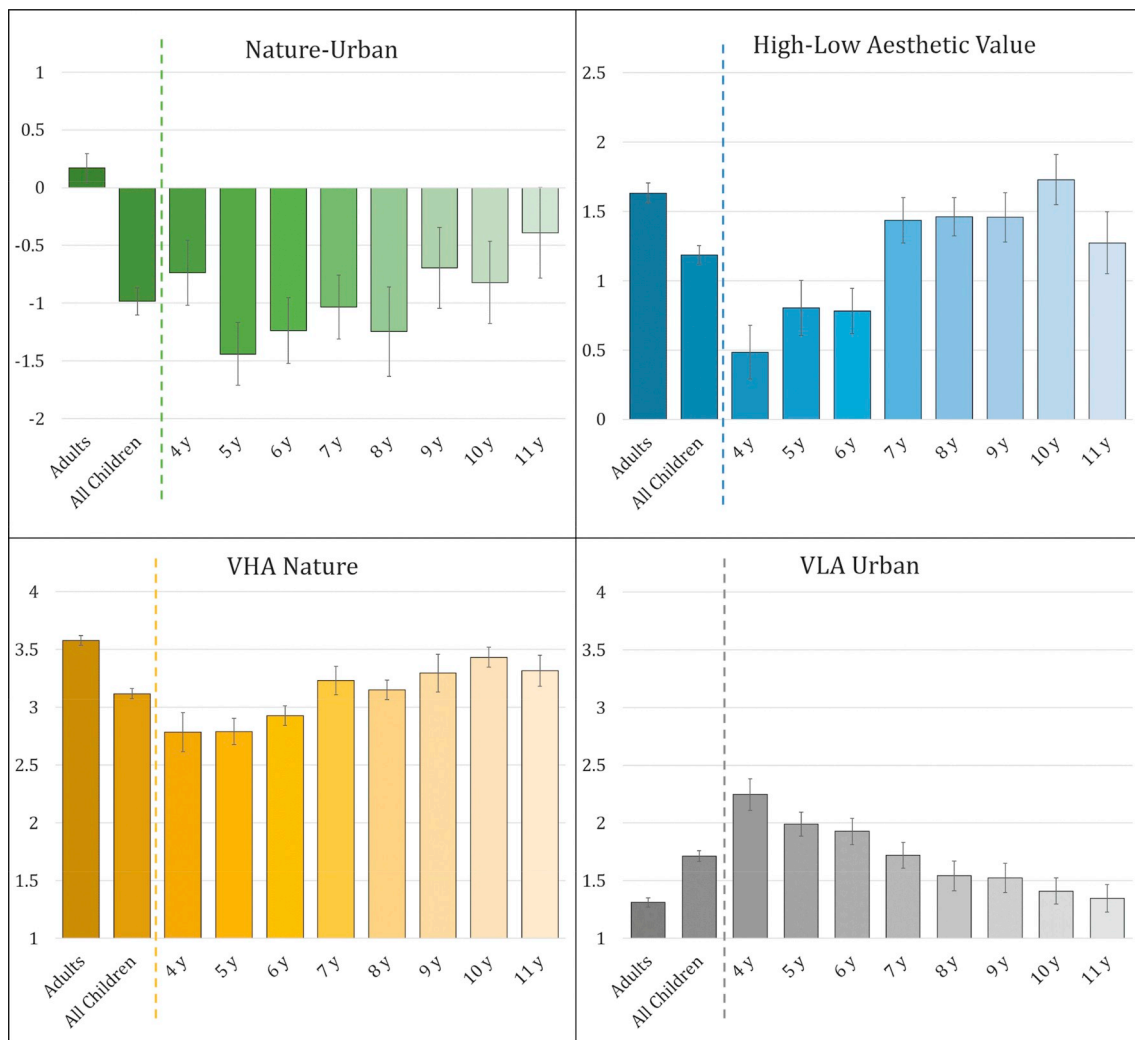 Nature-Urban
1
0.5
0
-0.5
-1
-1.5
-2
Adults
All Children
4 y
5 y
6 y
7 y
8 y
9 y
10 y
11 y
High-Low Aesthetic Value
2.5
2
1.5
1
0.5
0
Adults
All Children
4 y
5 y
6 y
7 y
8 y
9 y
10 y
11 y
VHA Nature
4
3.5
3
2.5
2
1.5
1
Adults
All Children
4 y
5 y
6 y
7 y
8 y
9 y
10 y
11 y
VLA Urban
4
3.5
3
2.5
2
1.5
1
Adults
All Children
4 y
5 y
6 y
7 y
8 y
9 y
10 y
11 y